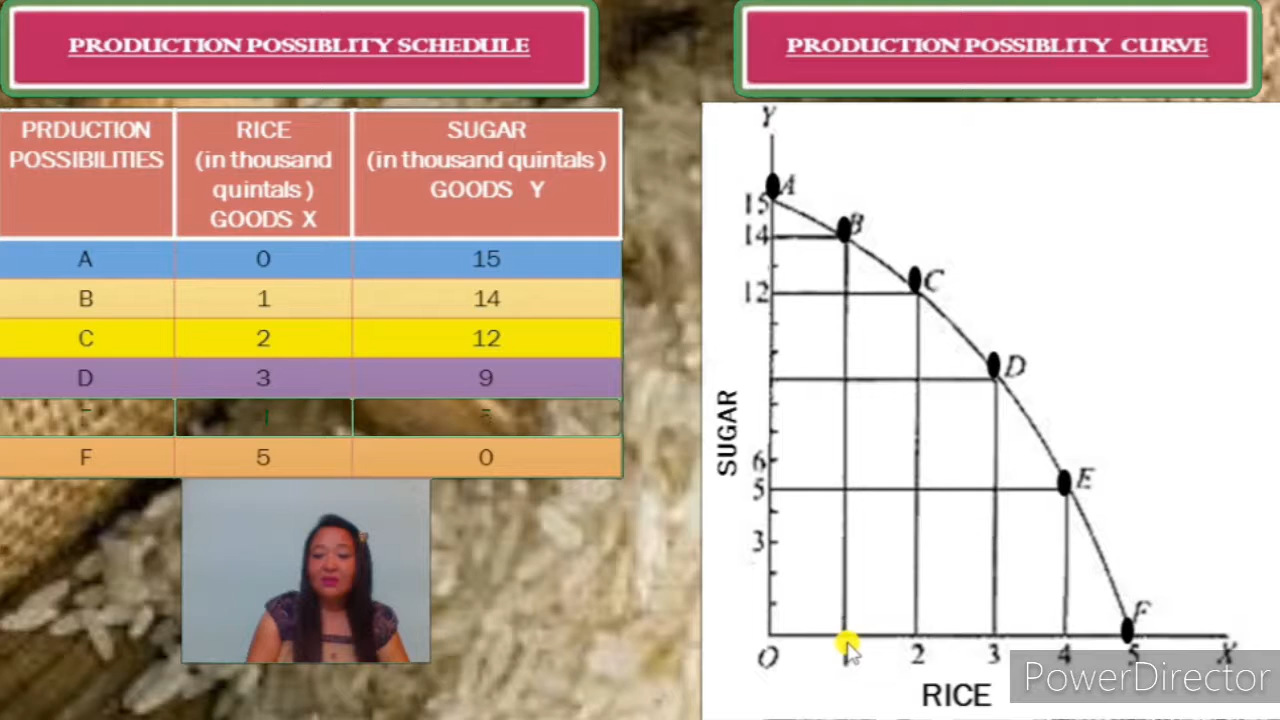 PRODUCTION POSSIBLITY SCHEDULE
PRDUCTION
POSSIBILITIES
RICE
(in thousand
quintals )
GOODS X
SUGAR
(in thousand quintals )
GOODS Y
A 0 15
B 1 14
C 2 12
D 3 9
F 5 0
PRODUCTION POSSIBLITY CURVE
Y
A
15
B
14
C
12
D
SUGAR
6
E
5
3
F
O 2 3 4 5 X
RICE
PowerDirector